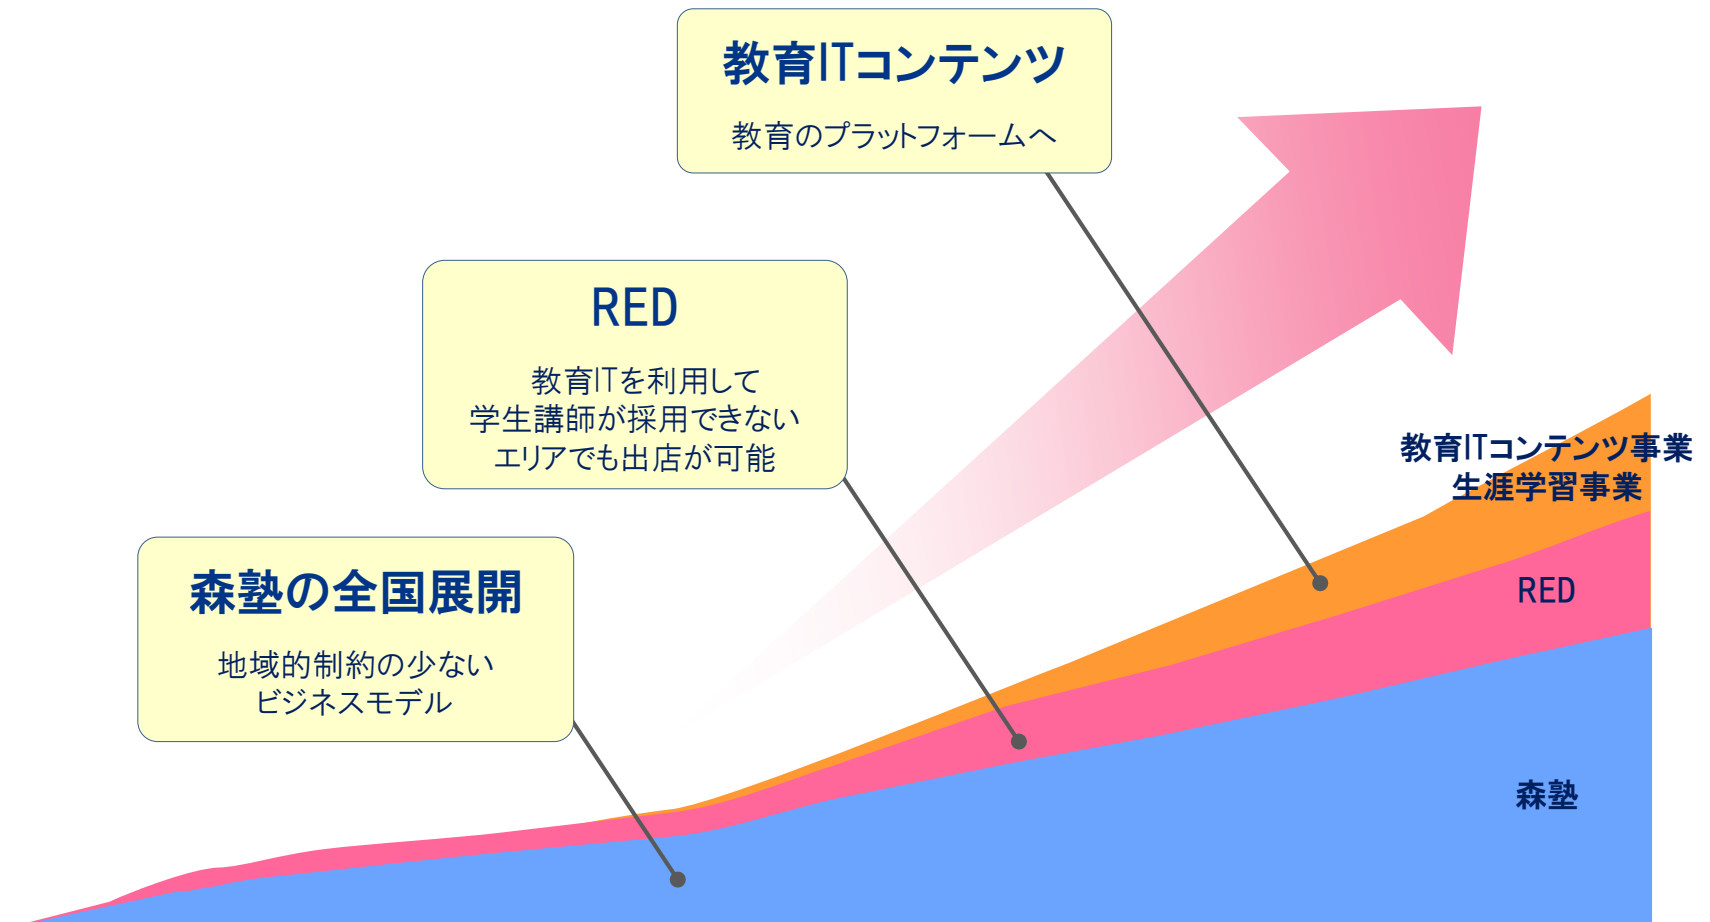 教育ITコンテンツ
教育のプラットフォームへ
RED
教育ITを利用して
学生講師が採用できない
エリアでも出店が可能
森塾の全国展開
地域的制約の少ない
ビジネスモデル
教育ITコンテンツ事業
生涯学習事業
RED
森塾